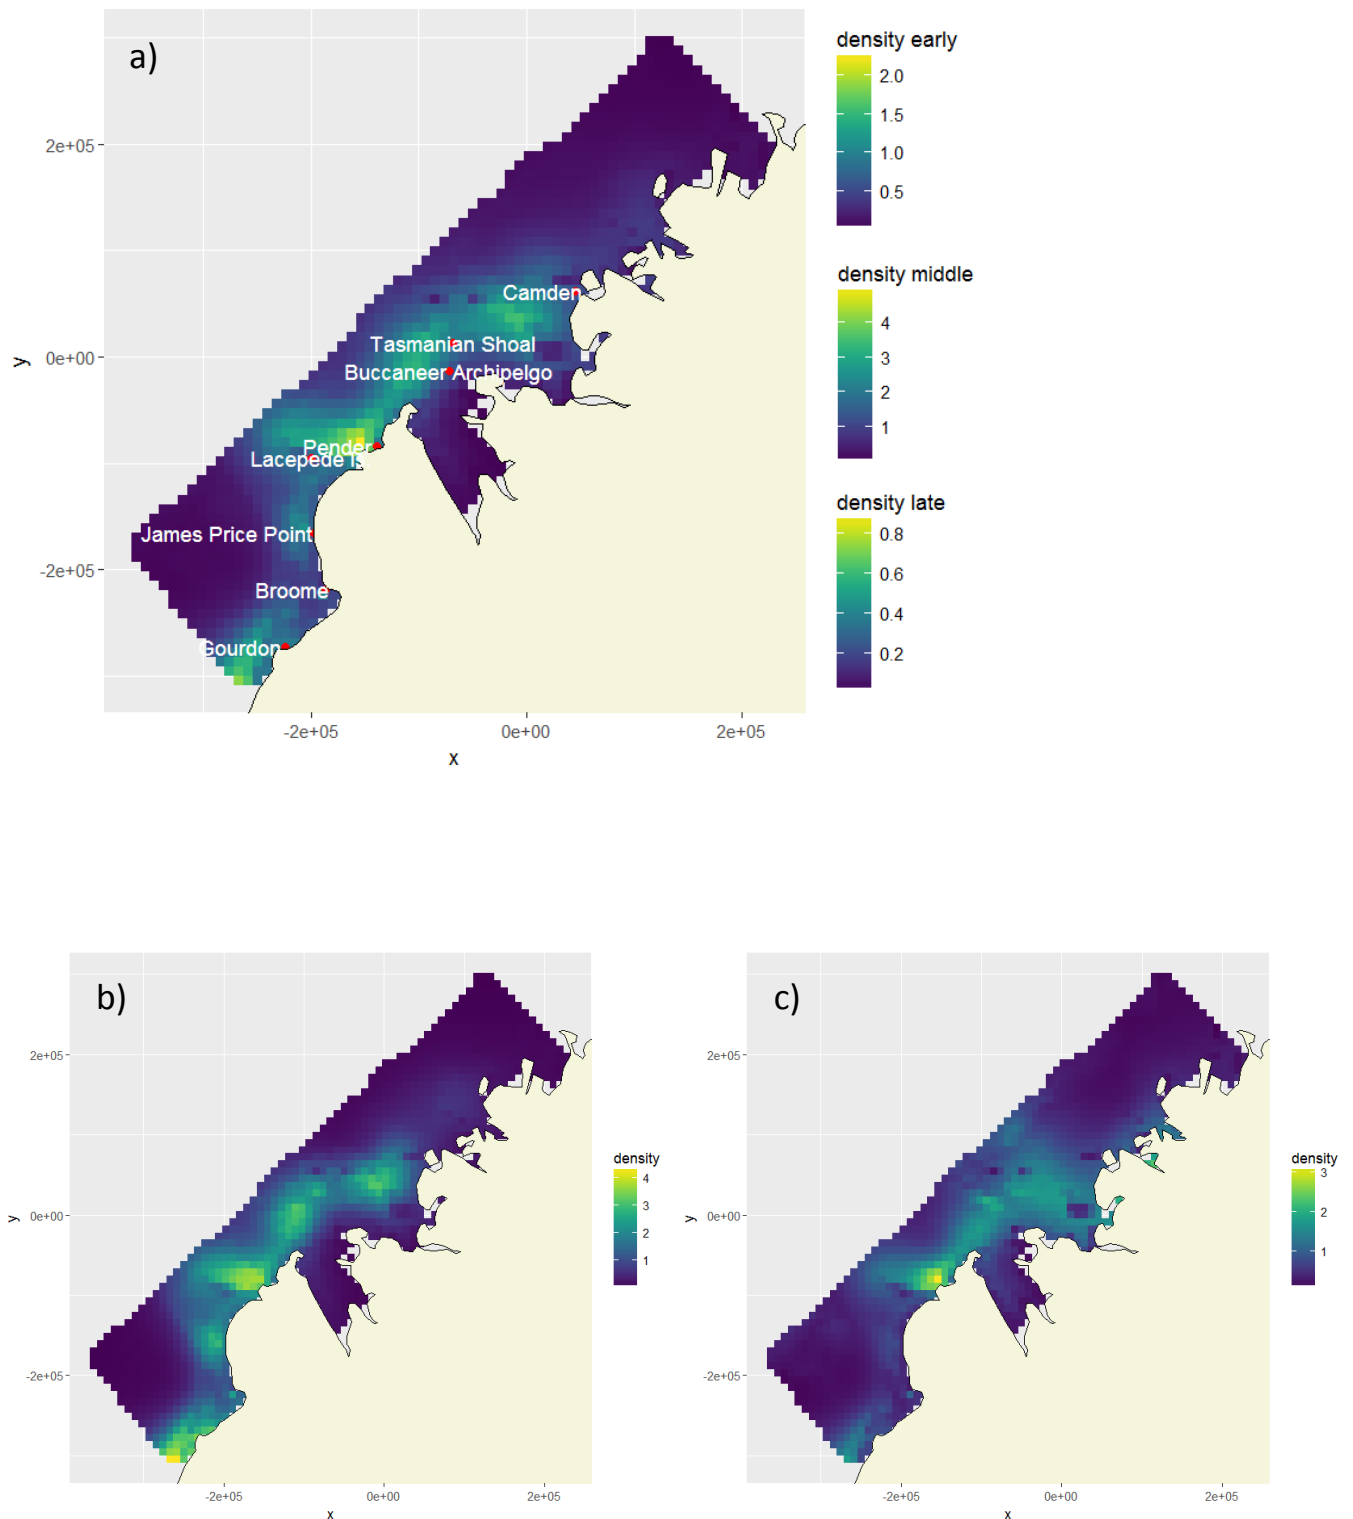 a)
density early
2.0
1.5
1.0
0.5
density middle
4
3
2
1
density late
0.8
0.6
0.4
0.2
2e+05
0e+00
-2e+05
y
Camden
Tasmanian Shoal
Buccaneer Archipelgo
Pender
Lacepede Is.
James Price Point
Broome
Gourdon
-2e+05 0e+00 2e+05
x
b)
2e+05
0e+00
-2e+05
y
density
4
3
2
1
-2e+05 0e+00 2e+05
x
c)
2e+05
0e+00
-2e+05
y
density
3
2
1
-2e+05 0e+00 2e+05
x